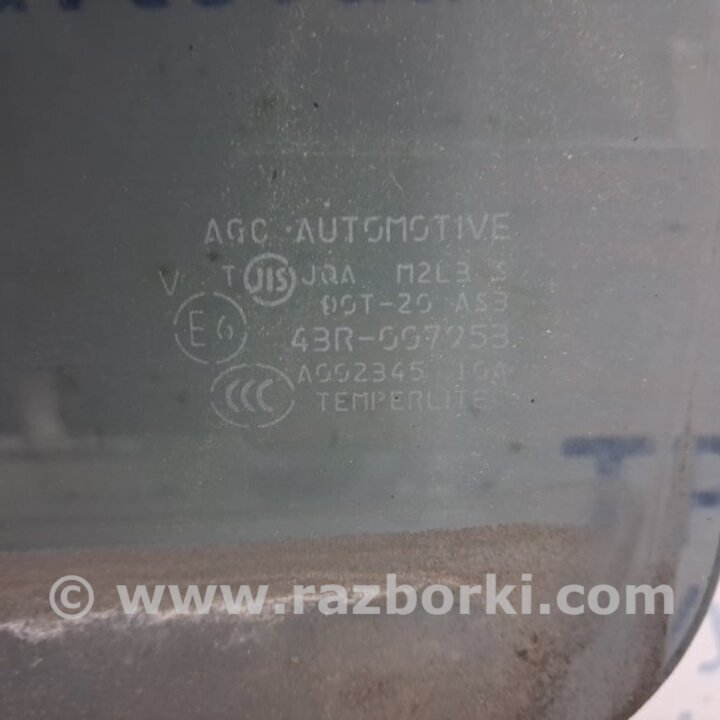 AGC AUTOMOTIVE
V T JIS JQA M2L3 S
DOT-20 AS3
E6 43R-007953
A002345 10A
CCC TEMPERLITE
© www.razborki.com